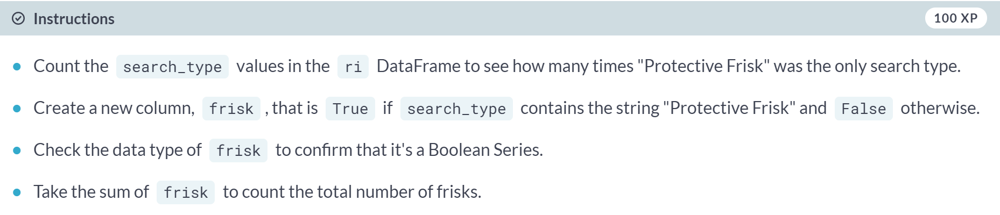 Instructions
100 XP
Count the search_type values in the ri DataFrame to see how many times "Protective Frisk" was the only search type.
Create a new column, frisk , that is True if search_type contains the string "Protective Frisk" and False otherwise.
Check the data type of frisk to confirm that it's a Boolean Series.
Take the sum of frisk to count the total number of frisks.